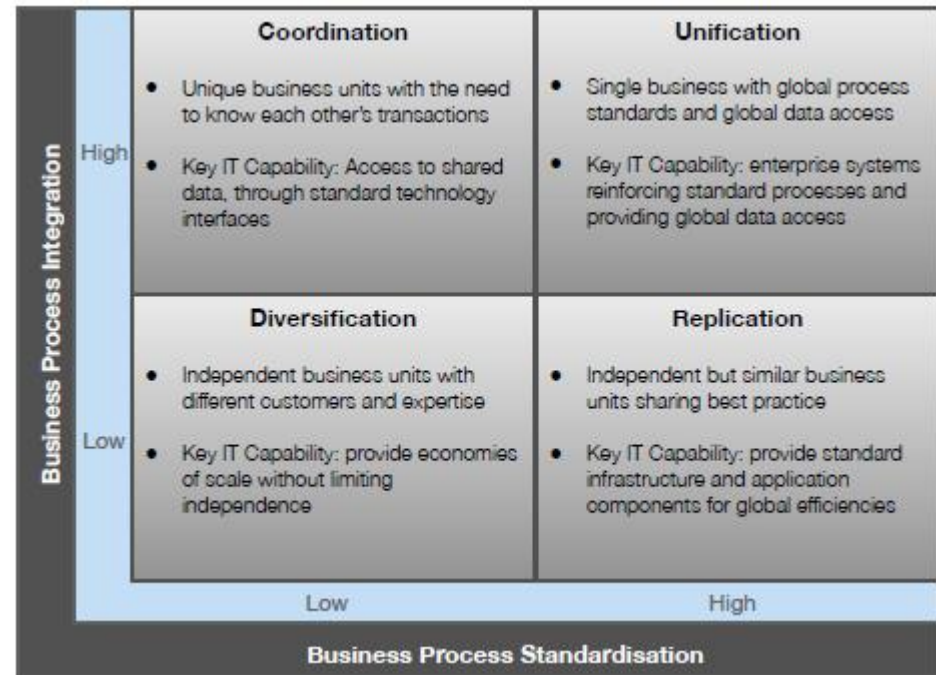 Business Process Integration
High
Low
Coordination
• Unique business units with the need
to know each other's transactions
• Key IT Capability: Access to shared
data, through standard technology
interfaces
Unification
• Single business with global process
standards and global data access
• Key IT Capability: enterprise systems
reinforcing standard processes and
providing global data access
Diversification
• Independent business units with
different customers and expertise
• Key IT Capability: provide economies
of scale without limiting
independence
Replication
• Independent but similar business
units sharing best practice
• Key IT Capability: provide standard
infrastructure and application
components for global efficiencies
Low
High
Business Process Standardisation